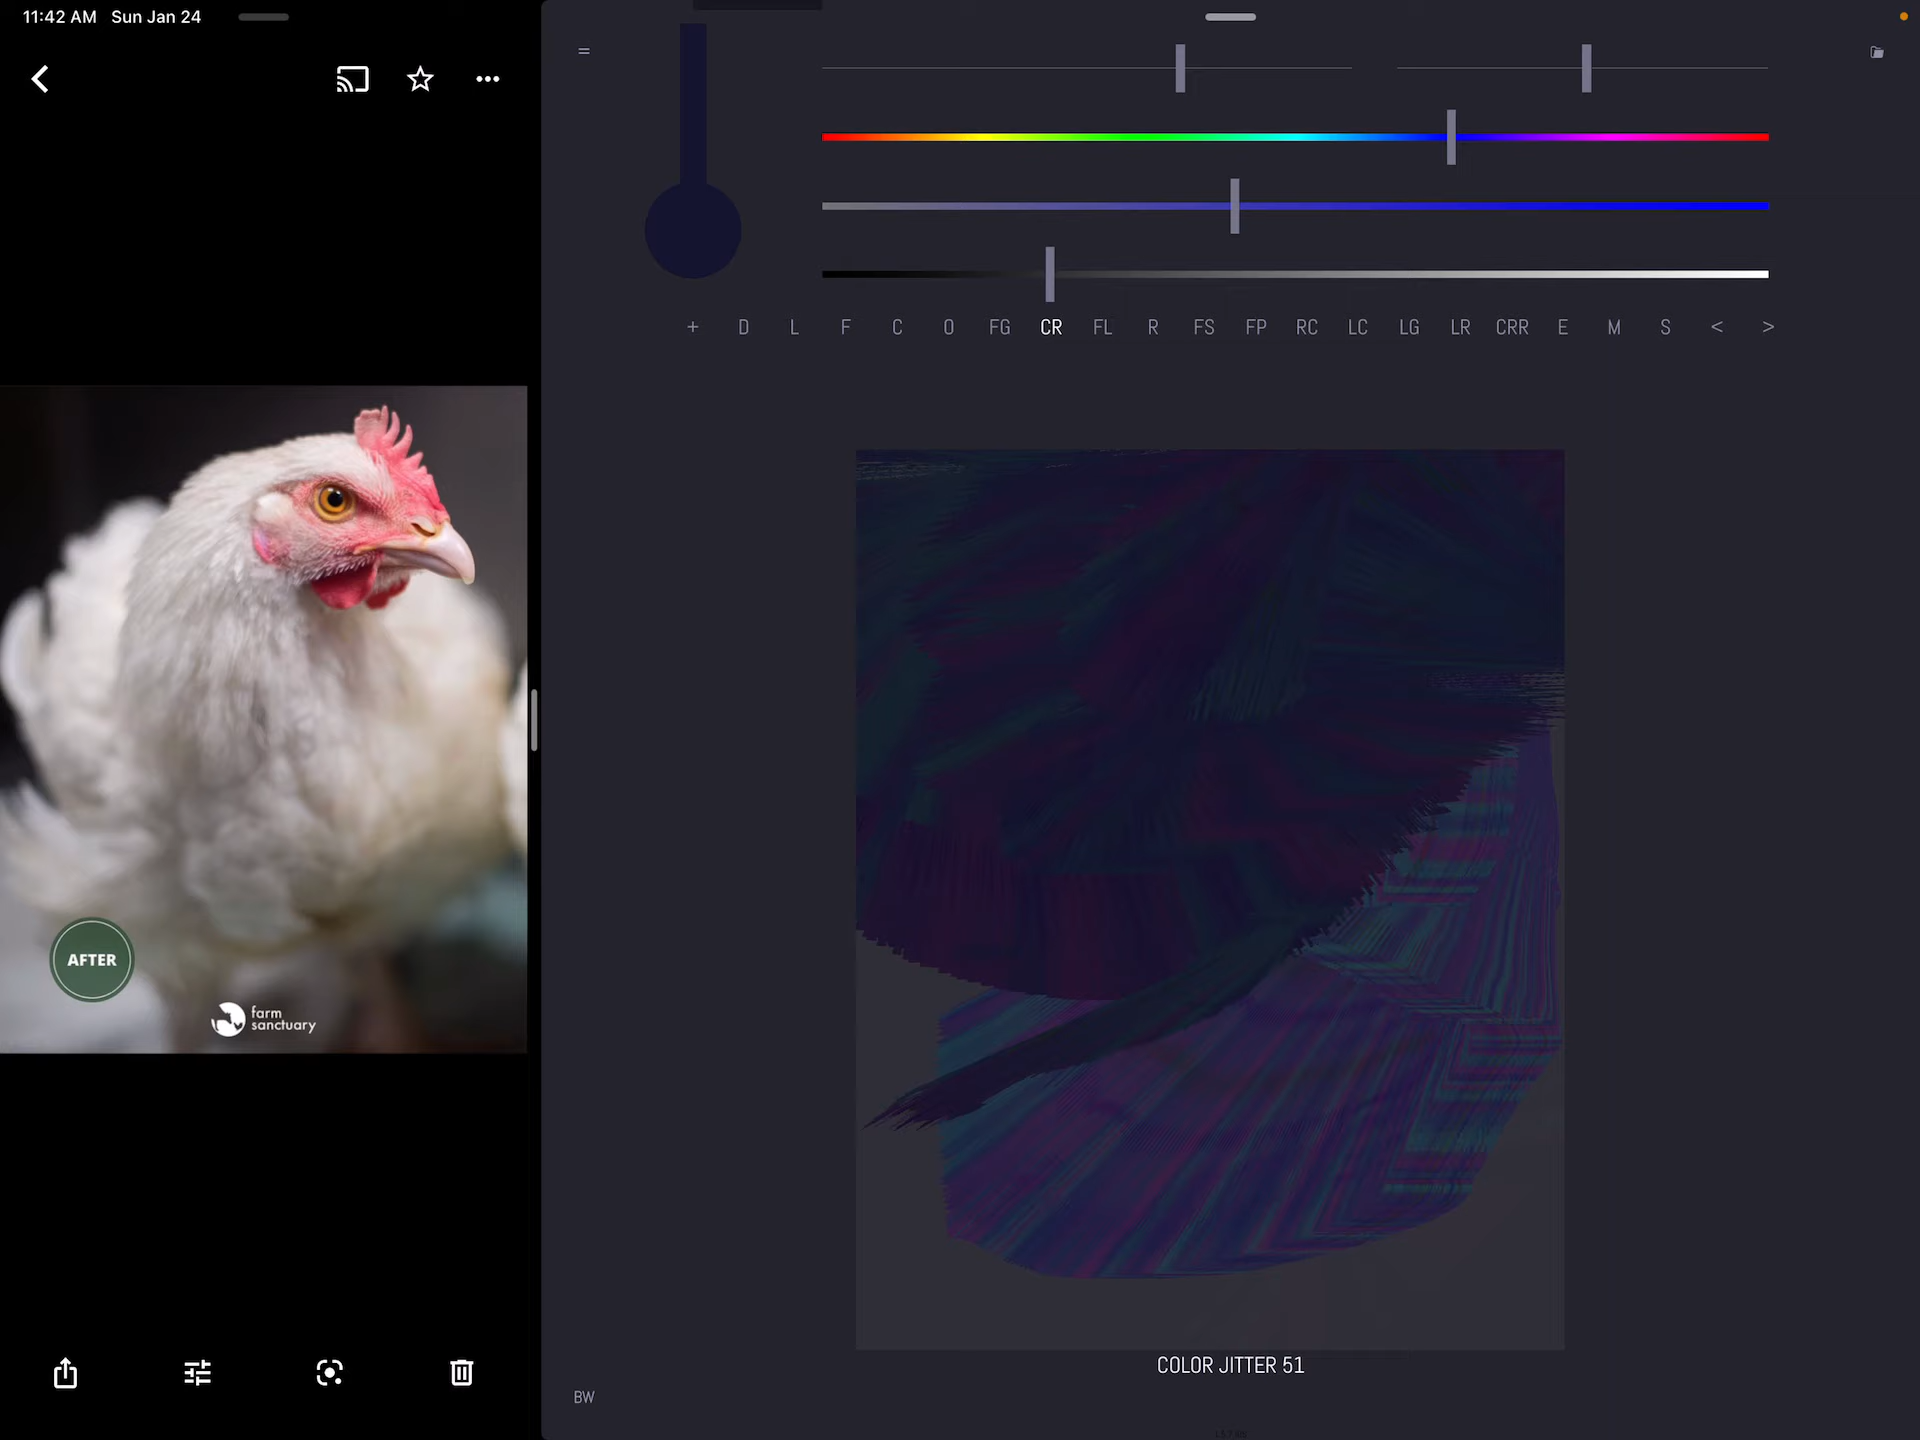 11:42 AM Sun Jan 24
+ D L F C O FG CR FL R FS FP RC LC LG LR CRR E M S < >
AFTER
farm
sanctuary
COLOR JITTER 51
BW